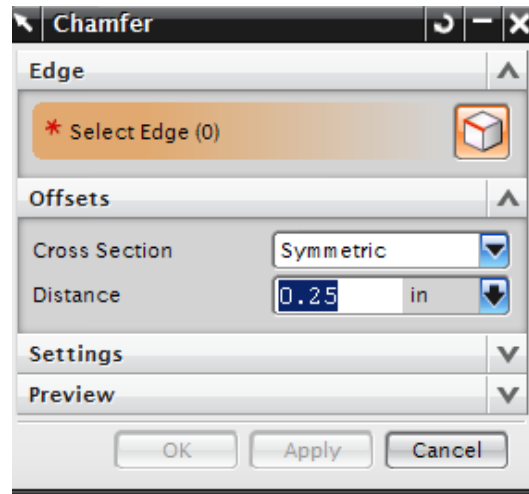 Chamfer
Edge
* Select Edge (0)
Offsets
Cross Section Symmetric
Distance 0.25 in
Settings
Preview
OK Apply Cancel